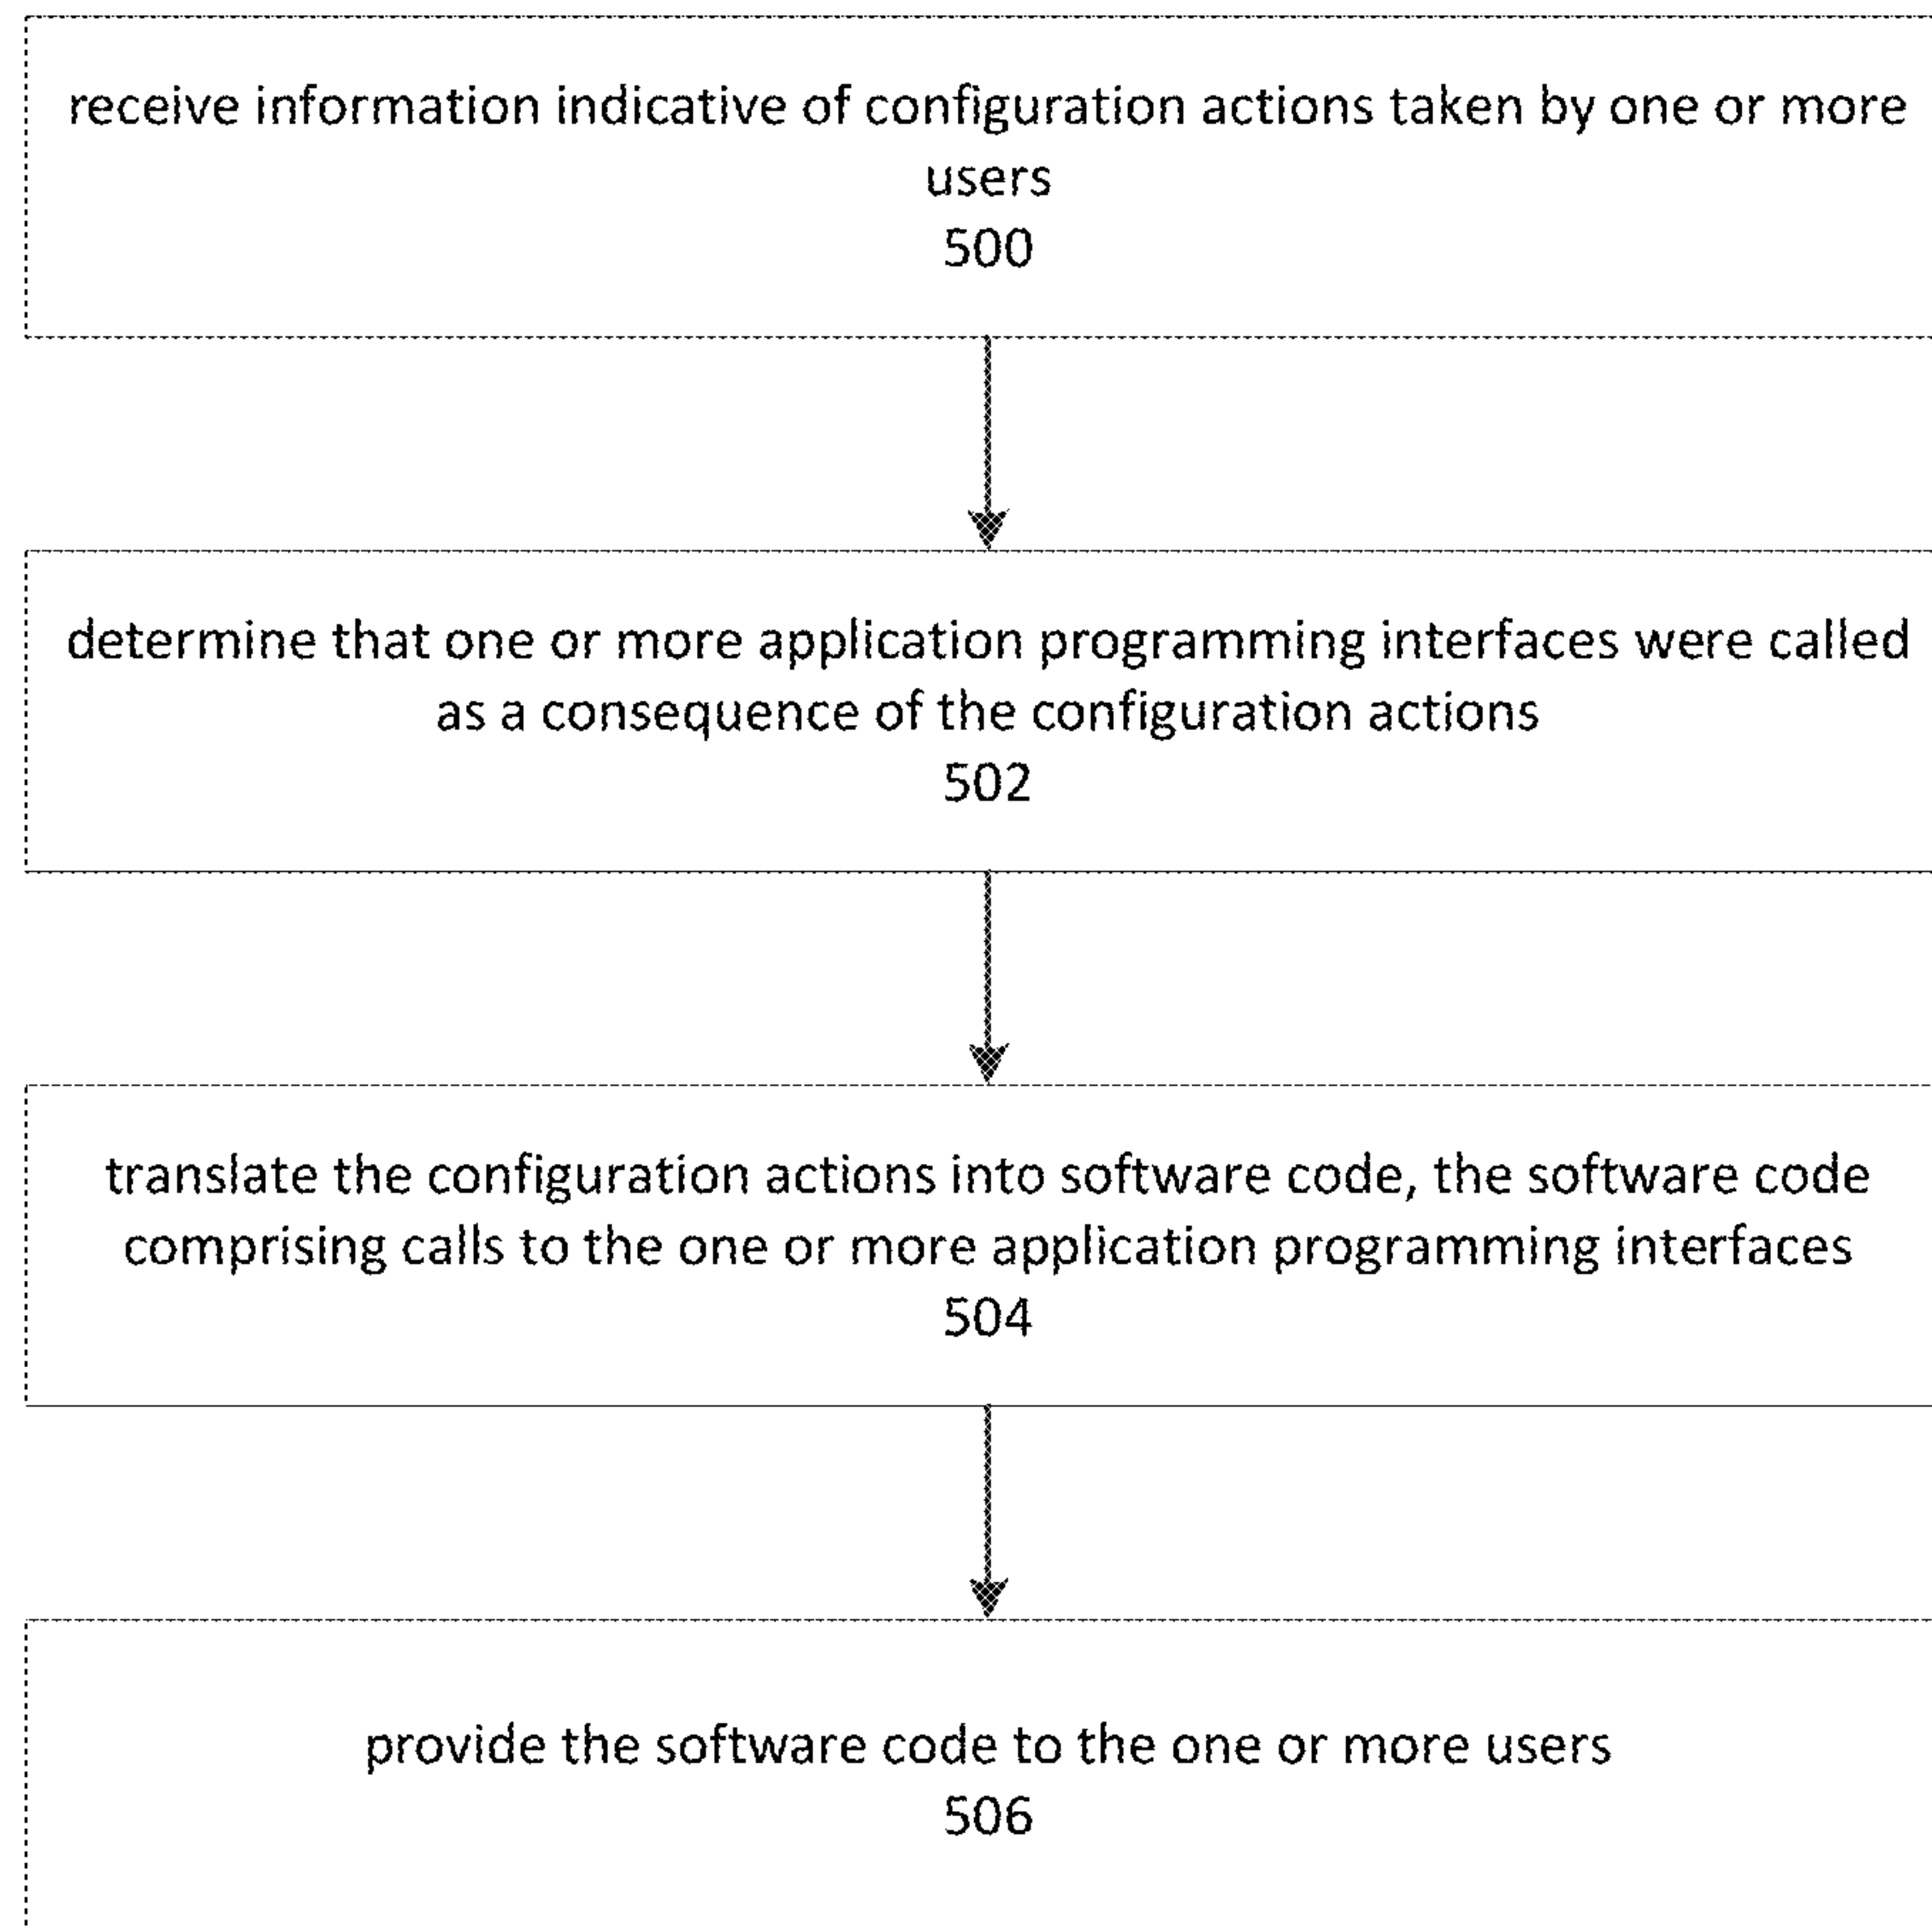 receive information indicative of configuration actions taken by one or more
users
500
determine that one or more application programming interfaces were called
as a consequence of the configuration actions
502
translate the configuration actions into software code, the software code
comprising calls to the one or more application programming interfaces
504
provide the software code to the one or more users
506